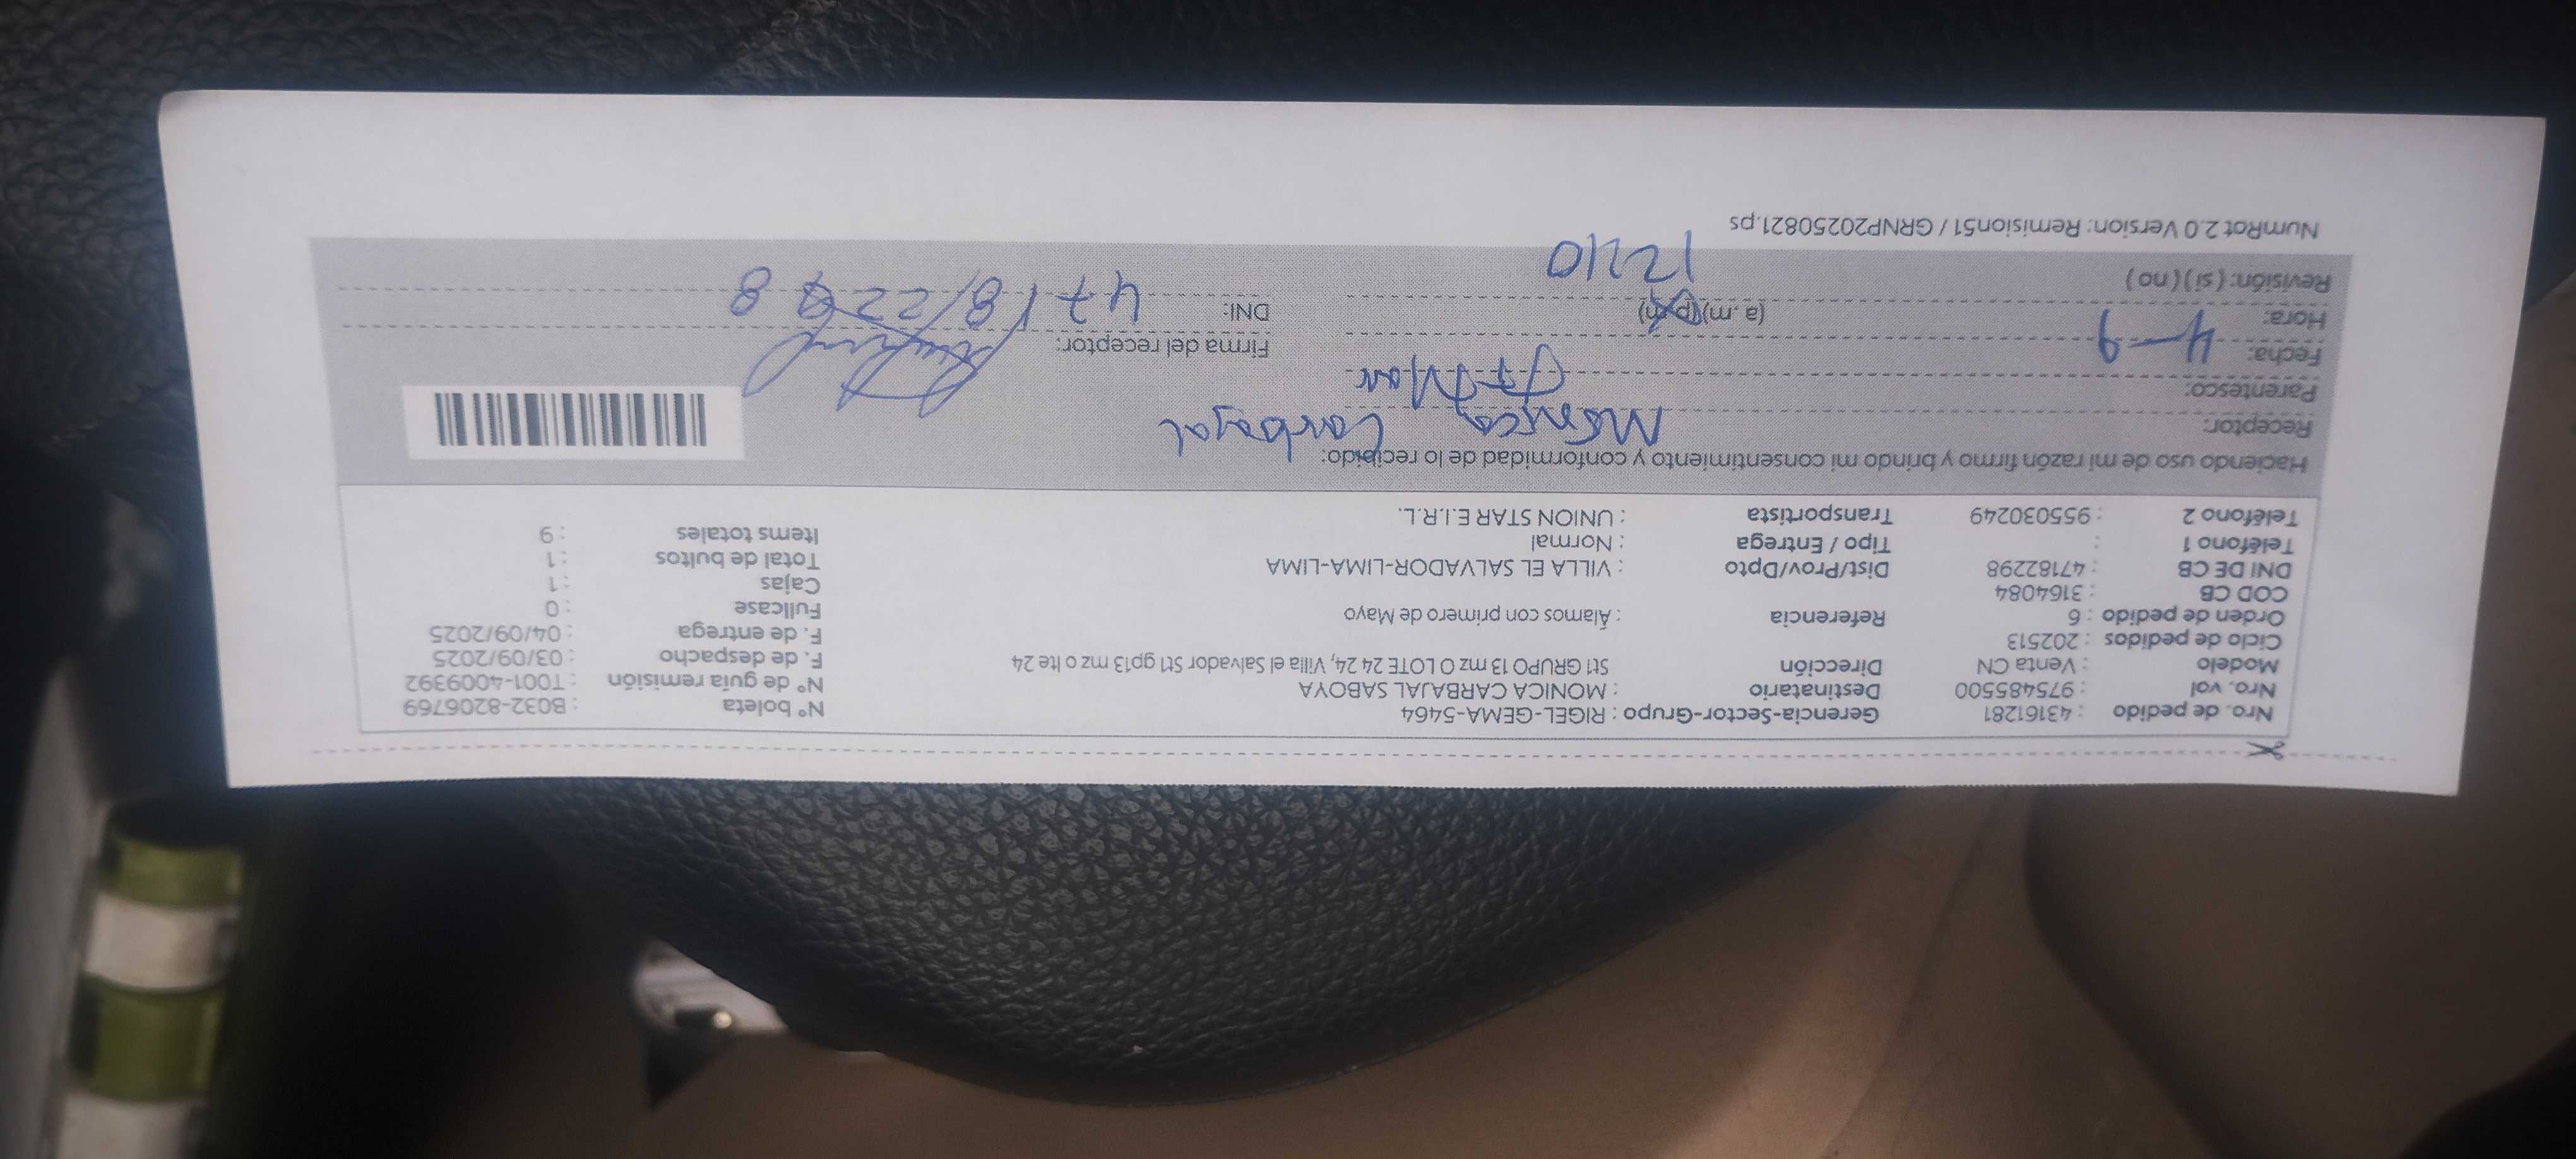 Nro. de pedido : 43161281 Gerencia-Sector-Grupo : RIGEL-GEMA-5464 N° boleta : B032-8206769
Nro. vol : 975485500 Destinatario : MONICA CARBAJAL SABOYA N° de guía remisión : T001-4009392
Modelo : Venta CN Dirección St1 GRUPO 13 mz O LOTE 24 24, Villa el Salvador St1 gp13 mz o lte 24 F. de despacho : 03/09/2025
Ciclo de pedidos : 202513 F. de entrega : 04/09/2025
Orden de pedido : 6 Referencia : Álamos con primero de Mayo Fullcase : 0
COD CB : 3164084 Cajas : 1
DNI DE CB : 47182298 Dist/Prov/Dpto : VILLA EL SALVADOR-LIMA-LIMA Total de bultos : 1
Teléfono 1 : Tipo / Entrega : Normal Items totales : 9
Teléfono 2 : 955030249 Transportista : UNION STAR E.I.R.L.
Haciendo uso de mi razón firmo y brindo mi consentimiento y conformidad de lo recibido:
Receptor: Mónica Carbajal
Parentesco:
Fecha: 4-9 Firma del receptor:
Hora: (a.m)(p.m) DNI: 47
Revisión: (si) (no) 1210
NumRot 2.0 Version: Remision51 / GRNP20250821.ps